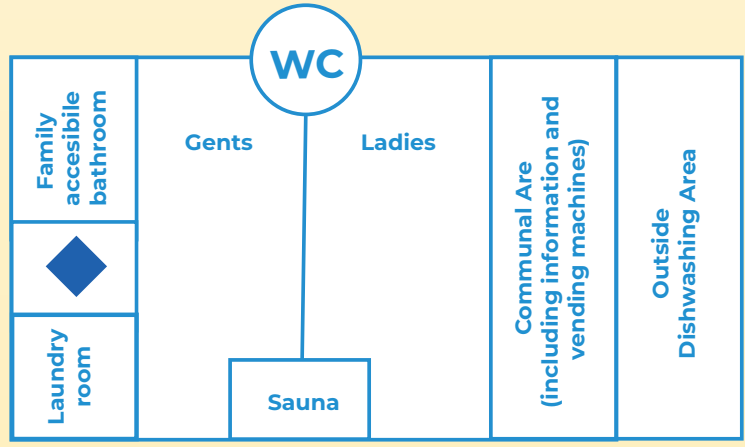 WC
Family
accesibile
bathroom
Gents
Ladies
Communal Are
(including information and
vending machines)
Outside
Dishwashing Area
Laundry
room
Sauna